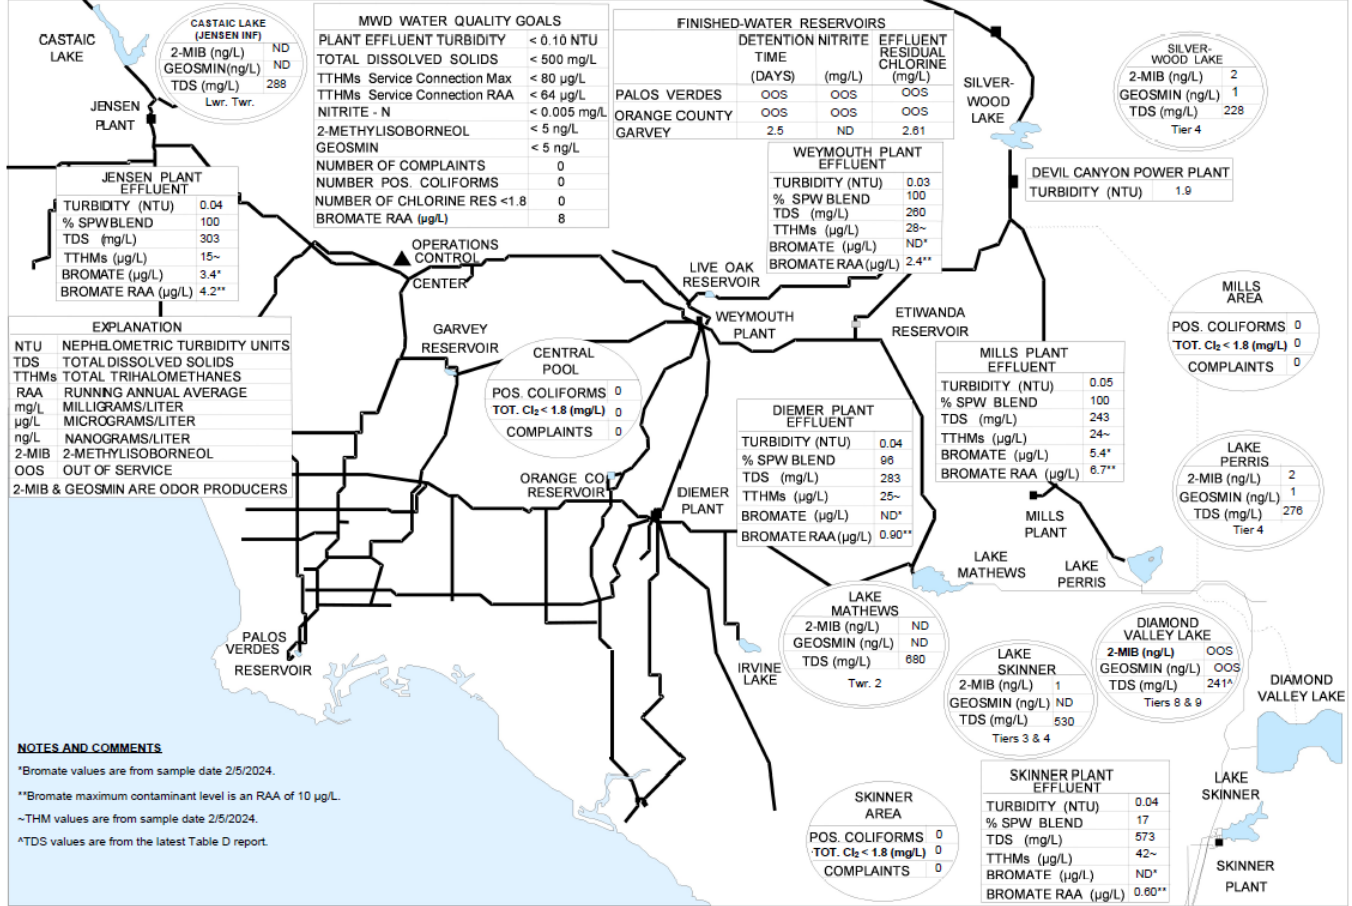 CASTAIC LAKE
(JENSEN INF)
2-MIB (ng/L) ND
GEOSMIN(ng/L) ND
TDS (mg/L) 288
Lwr. Twr.
CASTAIC
LAKE
JENSEN
PLANT
MWD WATER QUALITY GOALS
PLANT EFFLUENT TURBIDITY < 0.10 NTU
TOTAL DISSOLVED SOLIDS < 500 mg/L
TTHMs Service Connection Max < 80 µg/L
TTHMs Service Connection RAA < 64 µg/L
NITRITE - N < 0.005 mg/L
2-METHYLISOBORNEOL < 5 ng/L
GEOSMIN < 5 ng/L
NUMBER OF COMPLAINTS 0
NUMBER POS. COLIFORMS 0
NUMBER OF CHLORINE RES <1.8 0
BROMATE RAA (µg/L) 8
FINISHED-WATER RESERVOIRS
DETENTION NITRITE EFFLUENT
TIME RESIDUAL
CHLORINE
(DAYS) (mg/L) (mg/L)
PALOS VERDES OOS OOS OOS
ORANGE COUNTY OOS OOS OOS
GARVEY 2.5 ND 2.61
SILVER-
WOOD
LAKE
SILVER-
WOOD LAKE
2-MIB (ng/L) 2
GEOSMIN (ng/L) 1
TDS (mg/L) 228
Tier 4
DEVIL CANYON POWER PLANT
TURBIDITY (NTU) 1.9
JENSEN PLANT
EFFLUENT
TURBIDITY (NTU) 0.04
% SPW BLEND 100
TDS (mg/L) 303
TTHMs (µg/L) 15~
BROMATE (µg/L) 3.4*
BROMATE RAA (µg/L) 4.2**
WEYMOUTH PLANT
EFFLUENT
TURBIDITY (NTU) 0.03
% SPW BLEND 100
TDS (mg/L) 260
TTHMs (µg/L) 28~
BROMATE (µg/L) ND*
BROMATE RAA (µg/L) 2.4**
OPERATIONS
CONTROL
CENTER
LIVE OAK
RESERVOIR
WEYMOUTH
PLANT
ETIWANDA
RESERVOIR
GARVEY
RESERVOIR
EXPLANATION
NTU NEPHELOMETRIC TURBIDITY UNITS
TDS TOTAL DISSOLVED SOLIDS
TTHMs TOTAL TRIHALOMETHANES
RAA RUNNING ANNUAL AVERAGE
mg/L MILLIGRAMS/LITER
µg/L MICROGRAMS/LITER
ng/L NANOGRAMS/LITER
2-MIB 2-METHYLISOBORNEOL
OOS OUT OF SERVICE
2-MIB & GEOSMIN ARE ODOR PRODUCERS
CENTRAL
POOL
POS. COLIFORMS 0
TOT. Cl₂ < 1.8 (mg/L) 0
COMPLAINTS 0
MILLS
AREA
POS. COLIFORMS 0
TOT. Cl₂ < 1.8 (mg/L) 0
COMPLAINTS 0
MILLS PLANT
EFFLUENT
TURBIDITY (NTU) 0.05
% SPW BLEND 100
TDS (mg/L) 243
TTHMs (µg/L) 24~
BROMATE (µg/L) 5.4*
BROMATE RAA (µg/L) 6.7**
DIEMER PLANT
EFFLUENT
TURBIDITY (NTU) 0.04
% SPW BLEND 96
TDS (mg/L) 283
TTHMs (µg/L) 25~
BROMATE (µg/L) ND*
BROMATE RAA(µg/L) 0.90**
LAKE
PERRIS
2-MIB (ng/L) 2
GEOSMIN (ng/L) 1
TDS (mg/L) 276
Tier 4
ORANGE CO
RESERVOIR
DIEMER
PLANT
MILLS
PLANT
LAKE
MATHEWS
LAKE
PERRIS
LAKE
MATHEWS
2-MIB (ng/L) ND
GEOSMIN (ng/L) ND
TDS (mg/L) 680
Twr. 2
PALOS
VERDES
RESERVOIR
IRVINE
LAKE
LAKE
SKINNER
2-MIB (ng/L) 1
GEOSMIN (ng/L) ND
TDS (mg/L) 530
Tiers 3 & 4
DIAMOND
VALLEY LAKE
2-MIB (ng/L) OOS
GEOSMIN (ng/L) OOS
TDS (mg/L) 241^
Tiers 8 & 9
DIAMOND
VALLEY LAKE
NOTES AND COMMENTS
*Bromate values are from sample date 2/5/2024.
**Bromate maximum contaminant level is an RAA of 10 µg/L.
~THM values are from sample date 2/5/2024.
^TDS values are from the latest Table D report.
SKINNER
AREA
POS. COLIFORMS 0
TOT. Cl₂ < 1.8 (mg/L) 0
COMPLAINTS 0
SKINNER PLANT
EFFLUENT
TURBIDITY (NTU) 0.04
% SPW BLEND 17
TDS (mg/L) 573
TTHMs (µg/L) 42~
BROMATE (µg/L) ND*
BROMATE RAA (µg/L) 0.60**
LAKE
SKINNER
SKINNER
PLANT